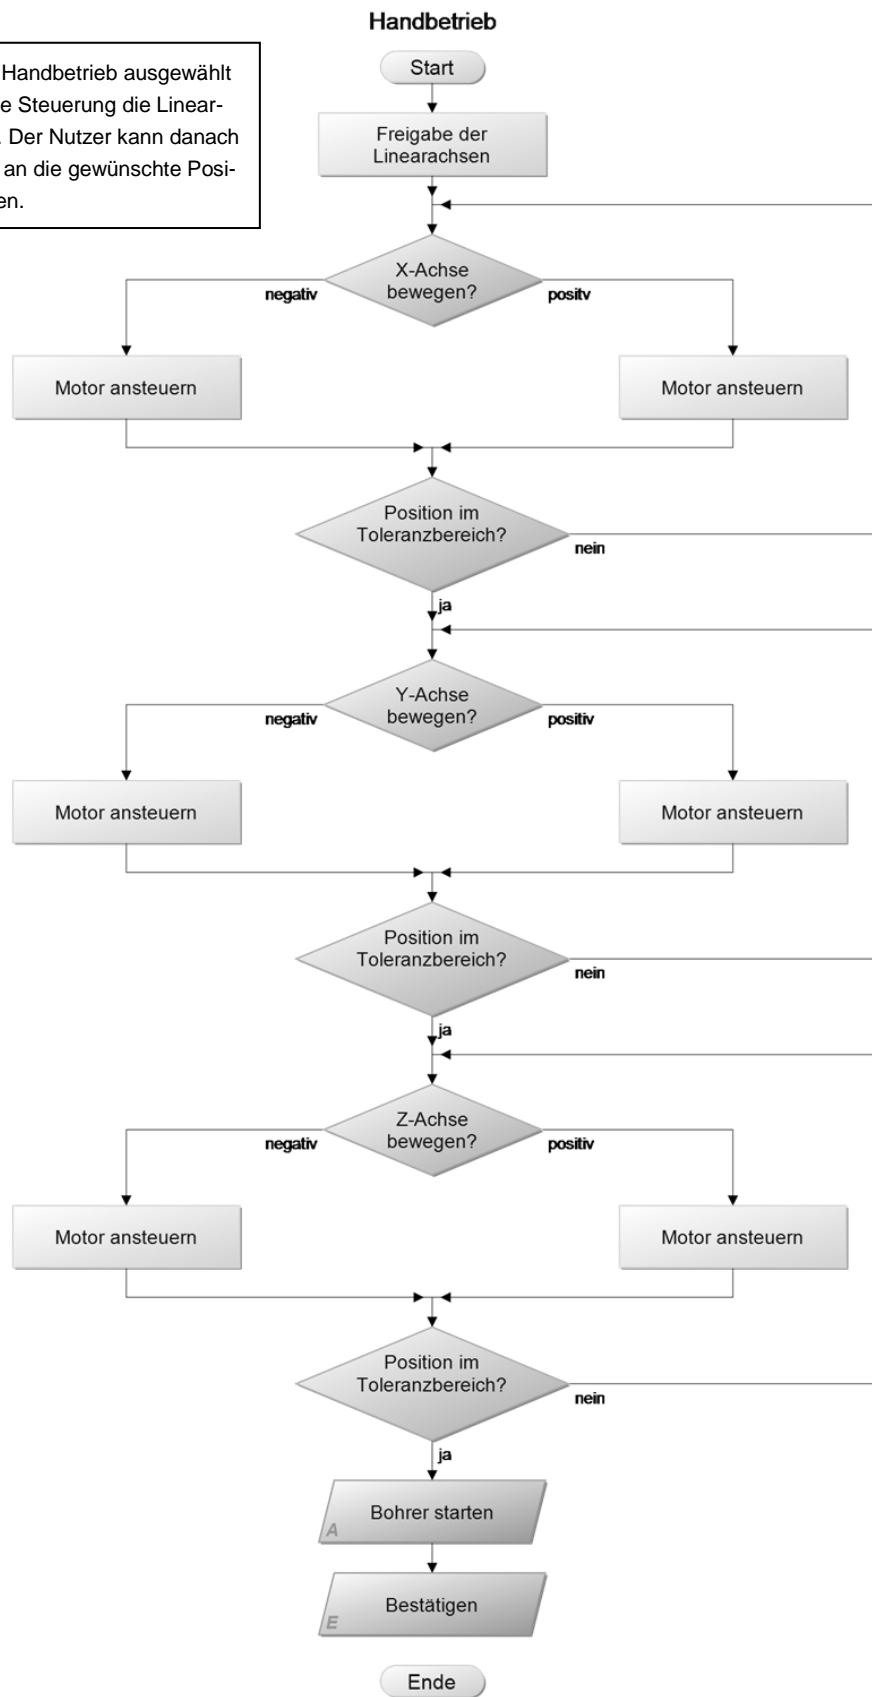 Handbetrieb
Handbetrieb ausgewählt
e Steuerung die Linear-
. Der Nutzer kann danach
an die gewünschte Posi-
en.
Start
Freigabe der
Linearachsen
X-Achse
bewegen?
negativ
positv
Motor ansteuern
Motor ansteuern
Position im
Toleranzbereich?
nein
ja
Y-Achse
bewegen?
negativ
positiv
Motor ansteuern
Motor ansteuern
Position im
Toleranzbereich?
nein
ja
Z-Achse
bewegen?
negativ
positiv
Motor ansteuern
Motor ansteuern
Position im
Toleranzbereich?
nein
ja
Bohrer starten
A
Bestätigen
E
Ende